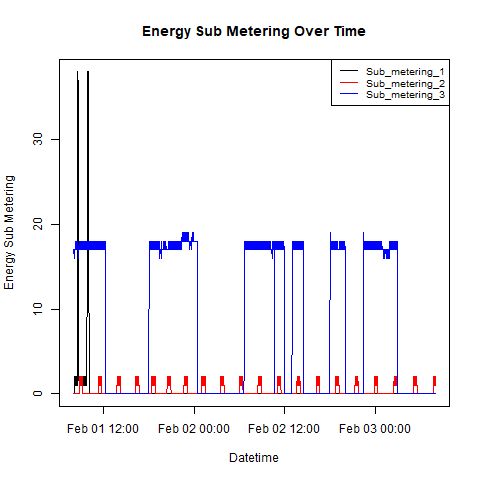 Energy Sub Metering Over Time
Sub_metering_1
Sub_metering_2
Sub_metering_3
Energy Sub Metering
30
20
10
0
Feb 01 12:00
Feb 02 00:00
Feb 02 12:00
Feb 03 00:00
Datetime